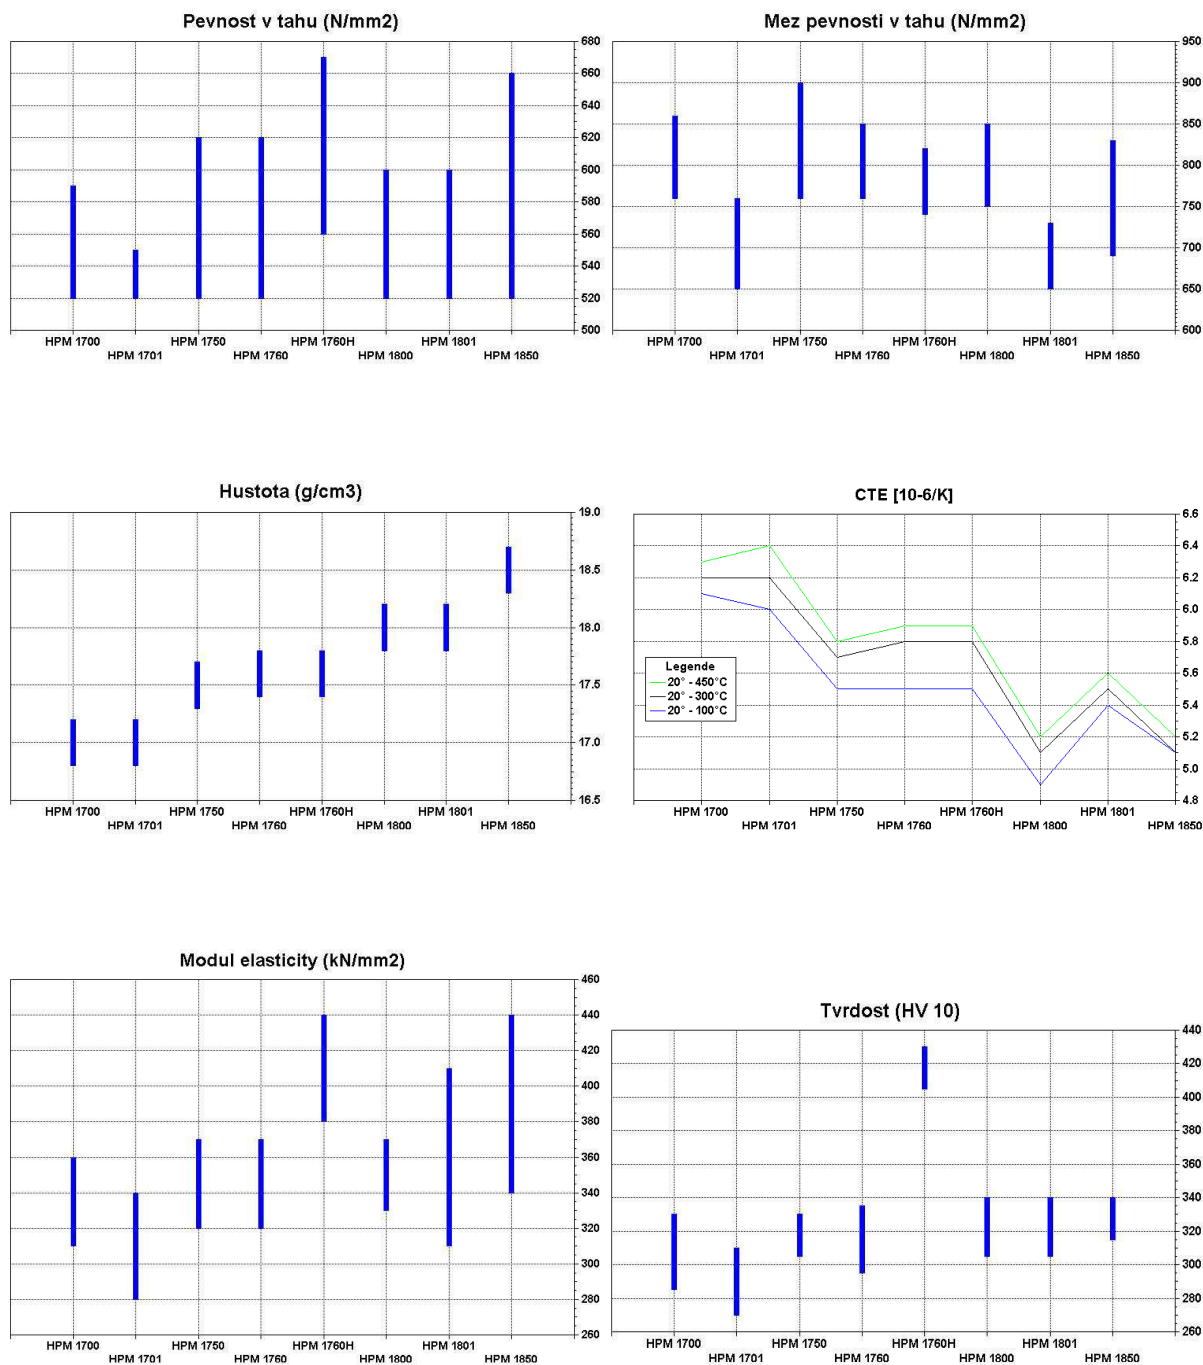 Pevnost v tahu (N/mm2)
680
660
640
620
600
580
560
540
520
500
HPM 1700
HPM 1701
HPM 1750
HPM 1760
HPM 1760H
HPM 1800
HPM 1801
HPM 1850
Mez pevnosti v tahu (N/mm2)
950
900
850
800
750
700
650
600
HPM 1700
HPM 1701
HPM 1750
HPM 1760
HPM 1760H
HPM 1800
HPM 1801
HPM 1850
Hustota (g/cm3)
19.0
18.5
18.0
17.5
17.0
16.5
HPM 1700
HPM 1701
HPM 1750
HPM 1760
HPM 1760H
HPM 1800
HPM 1801
HPM 1850
CTE [10-6/K]
6.6
6.4
6.2
6.0
5.8
5.6
5.4
5.2
5.0
4.8
Legende
20° - 450°C
20° - 300°C
20° - 100°C
HPM 1700
HPM 1701
HPM 1750
HPM 1760
HPM 1760H
HPM 1800
HPM 1801
HPM 1850
Modul elasticity (kN/mm2)
460
440
420
400
380
360
340
320
300
280
260
HPM 1700
HPM 1701
HPM 1750
HPM 1760
HPM 1760H
HPM 1800
HPM 1801
HPM 1850
Tvrdost (HV 10)
440
420
400
380
360
340
320
300
280
260
HPM 1700
HPM 1701
HPM 1750
HPM 1760
HPM 1760H
HPM 1800
HPM 1801
HPM 1850